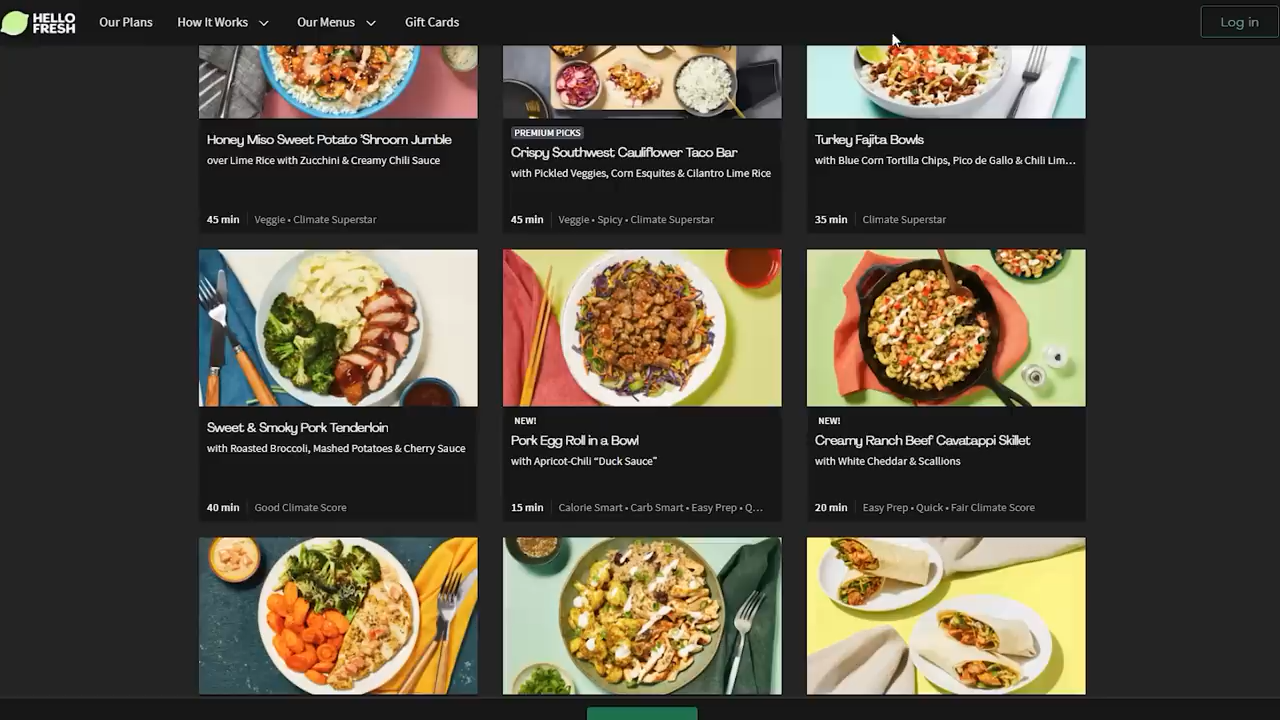 HELLO
FRESH
Our Plans
How It Works
Our Menus
Gift Cards
Log in
Honey Miso Sweet Potato 'Shroom Jumble
over Lime Rice with Zucchini & Creamy Chili Sauce
45 min
Veggie • Climate Superstar
PREMIUM PICKS
Crispy Southwest Cauliflower Taco Bar
with Pickled Veggies, Corn Esquites & Cilantro Lime Rice
45 min
Veggie • Spicy • Climate Superstar
Turkey Fajita Bowls
with Blue Corn Tortilla Chips, Pico de Gallo & Chili Lim...
35 min
Climate Superstar
Sweet & Smoky Pork Tenderloin
with Roasted Broccoli, Mashed Potatoes & Cherry Sauce
40 min
Good Climate Score
NEW!
Pork Egg Roll in a Bowl
with Apricot-Chili “Duck Sauce”
15 min
Calorie Smart • Carb Smart • Easy Prep • Q...
NEW!
Creamy Ranch Beef Cavatappi Skillet
with White Cheddar & Scallions
20 min
Easy Prep • Quick • Fair Climate Score